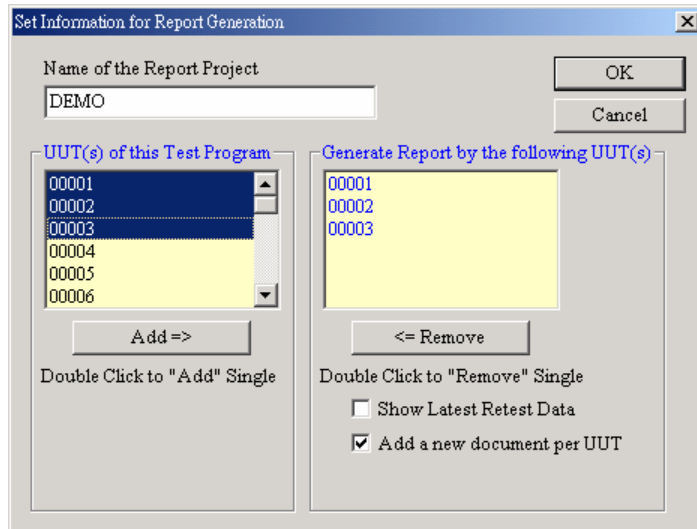 Set Information for Report Generation
Name of the Report Project
DEMO
OK
Cancel
UUT(s) of this Test Program
00001
00002
00003
00004
00005
00006
Add =>
Double Click to "Add" Single
Generate Report by the following UUT(s)
00001
00002
00003
<= Remove
Double Click to "Remove" Single
Show Latest Retest Data
Add a new document per UUT